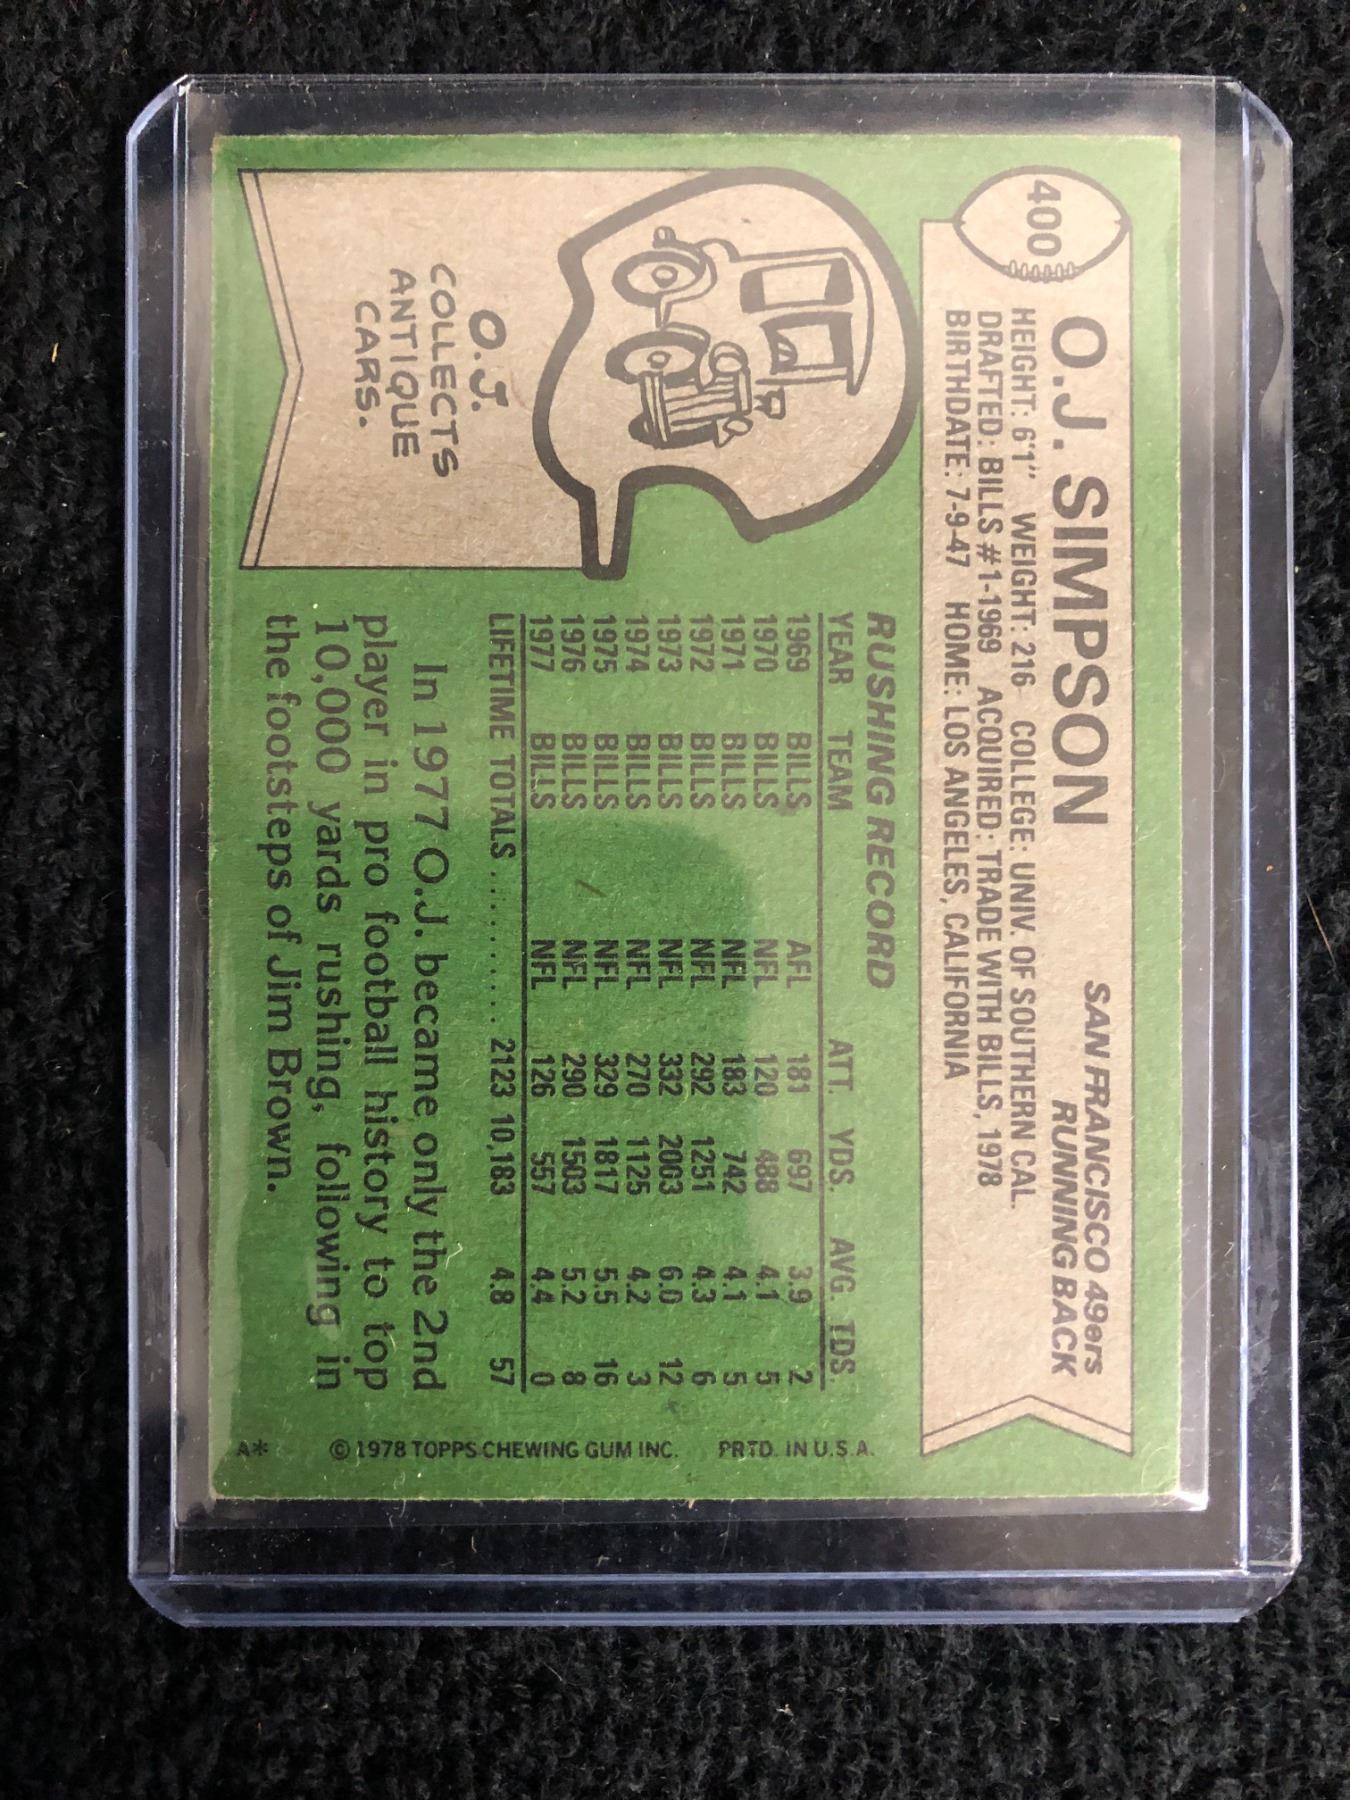 400
O.J. SIMPSON
SAN FRANCISCO 49ers
RUNNING BACK
HEIGHT: 6'1" WEIGHT: 216 COLLEGE: UNIV. OF SOUTHERN CAL.
DRAFTED: BILLS #1-1969 ACQUIRED: TRADE WITH BILLS, 1978
BIRTHDATE: 7-9-47 HOME: LOS ANGELES, CALIFORNIA
O.J.
COLLECTS
ANTIQUE
CARS.
RUSHING RECORD
YEAR TEAM ATT. YDS. AVG. TDS.
1969 BILLS AFL 181 697 3.9 2
1970 BILLS NFL 120 488 4.1 5
1971 BILLS NFL 183 742 4.1 5
1972 BILLS NFL 292 1251 4.3 6
1973 BILLS NFL 332 2063 6.0 12
1974 BILLS NFL 270 1125 4.2 3
1975 BILLS NFL 329 1817 5.5 16
1976 BILLS NFL 290 1503 5.2 8
1977 BILLS NFL 126 557 4.4 0
LIFETIME TOTALS .......... 2123 10,183 4.8 57
In 1977 O.J. became only the 2nd
player in pro football history to top
10,000 yards rushing, following in
the footsteps of Jim Brown.
A* © 1978 TOPPS CHEWING GUM INC. PRTD. IN U.S.A.